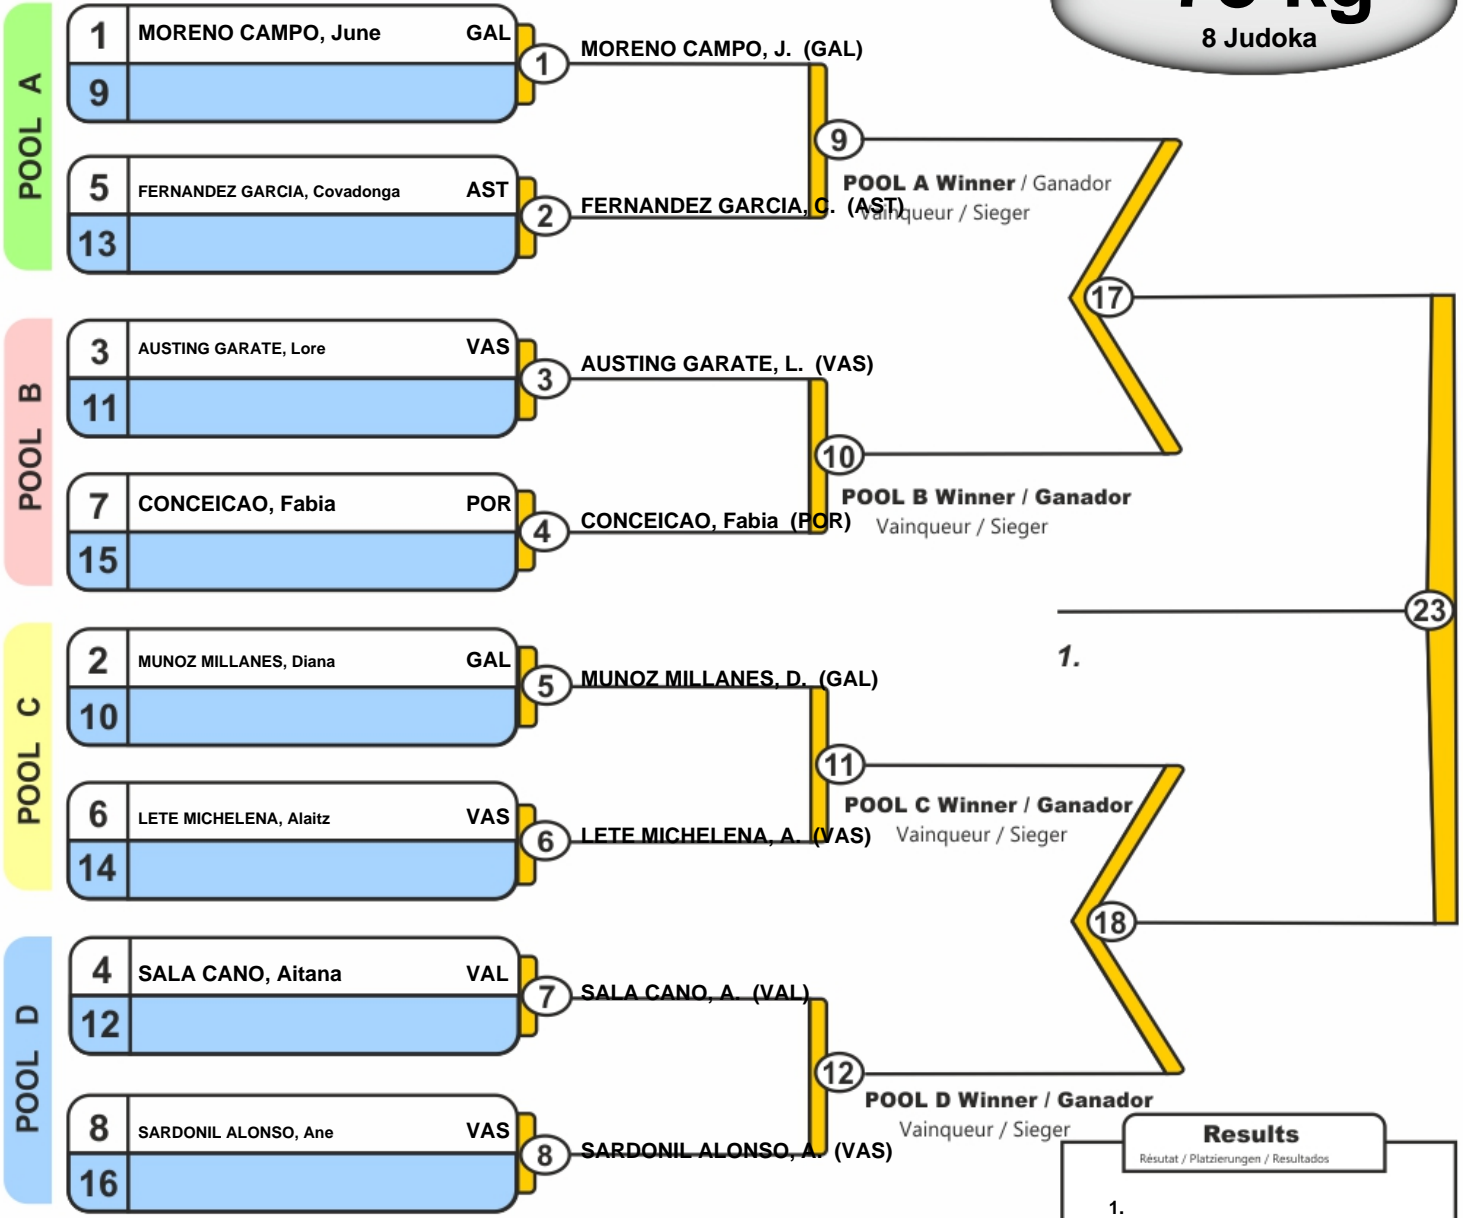 8 Judoka
POOL A
1 MORENO CAMPO, June GAL
9
1
MORENO CAMPO, J. (GAL)
5 FERNANDEZ GARCIA, Covadonga AST
13
2
FERNANDEZ GARCIA, C. (AST)
9
POOL A Winner / Ganador
Vainqueur / Sieger
POOL B
3 AUSTING GARATE, Lore VAS
11
3
AUSTING GARATE, L. (VAS)
7 CONCEICAO, Fabia POR
15
4
CONCEICAO, Fabia (POR)
10
POOL B Winner / Ganador
Vainqueur / Sieger
17
POOL C
2 MUNOZ MILLANES, Diana GAL
10
5
MUNOZ MILLANES, D. (GAL)
6 LETE MICHELENA, Alaitz VAS
14
6
LETE MICHELENA, A. (VAS)
11
POOL C Winner / Ganador
Vainqueur / Sieger
POOL D
4 SALA CANO, Aitana VAL
12
7
SALA CANO, A. (VAL)
8 SARDONIL ALONSO, Ane VAS
16
8
SARDONIL ALONSO, A. (VAS)
12
POOL D Winner / Ganador
Vainqueur / Sieger
18
23
1.
Results
Résutat / Platzierungen / Resultados
1.